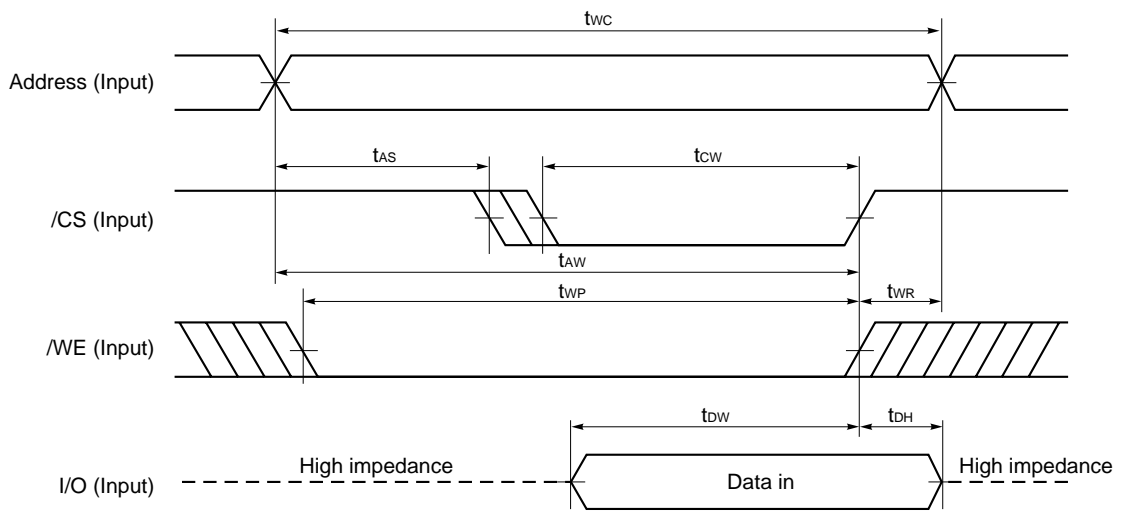 tWC
Address (Input)
tAS
tCW
/CS (Input)
tAW
tWP
tWR
/WE (Input)
tDW
tDH
High impedance
Data in
High impedance
I/O (Input)